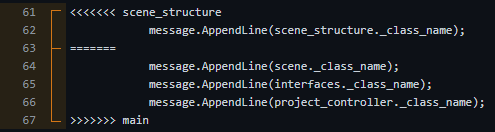 61 <<<<<<< scene_structure
62 message.AppendLine(scene_structure._class_name);
63 =======
64 message.AppendLine(scene._class_name);
65 message.AppendLine(interfaces._class_name);
66 message.AppendLine(project_controller._class_name);
67 >>>>>>> main